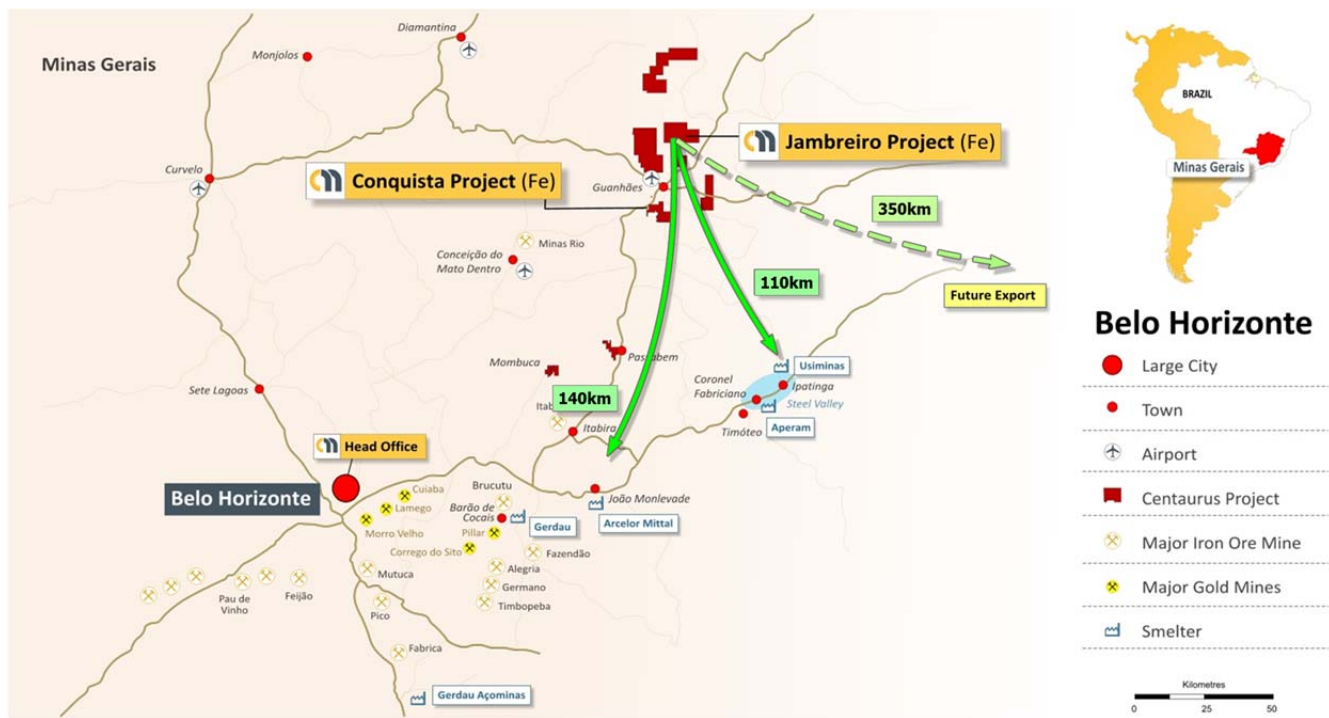 Minas Gerais
Diamantina
Monjolos
Jambreiro Project (Fe)
Curvelo
Conquista Project (Fe)
Guanhães
350km
Minas Rio
Conceição do
Mato Dentro
110km
Future Export
Mombuca
Passabem
Usiminas
Coronel
Fabriciano
Ipatinga
Steel Valley
Sete Lagoas
140km
Itabira
Timóteo
Aperam
Head Office
Belo Horizonte
Cuiaba
Lamego
Morro Velho
Brucutu
Barão de
Cocais
Gerdau
João Monlevade
Arcelor Mittal
Pillar
Corrego do Sito
Fazendão
Alegria
Germano
Timbopeba
Mutuca
Pau de
Vinho
Feijão
Pico
Fabrica
Gerdau Açominas
BRAZIL
Minas Gerais
Belo Horizonte
Large City
Town
Airport
Centaurus Project
Major Iron Ore Mine
Major Gold Mines
Smelter
Kilometres
0 25 50